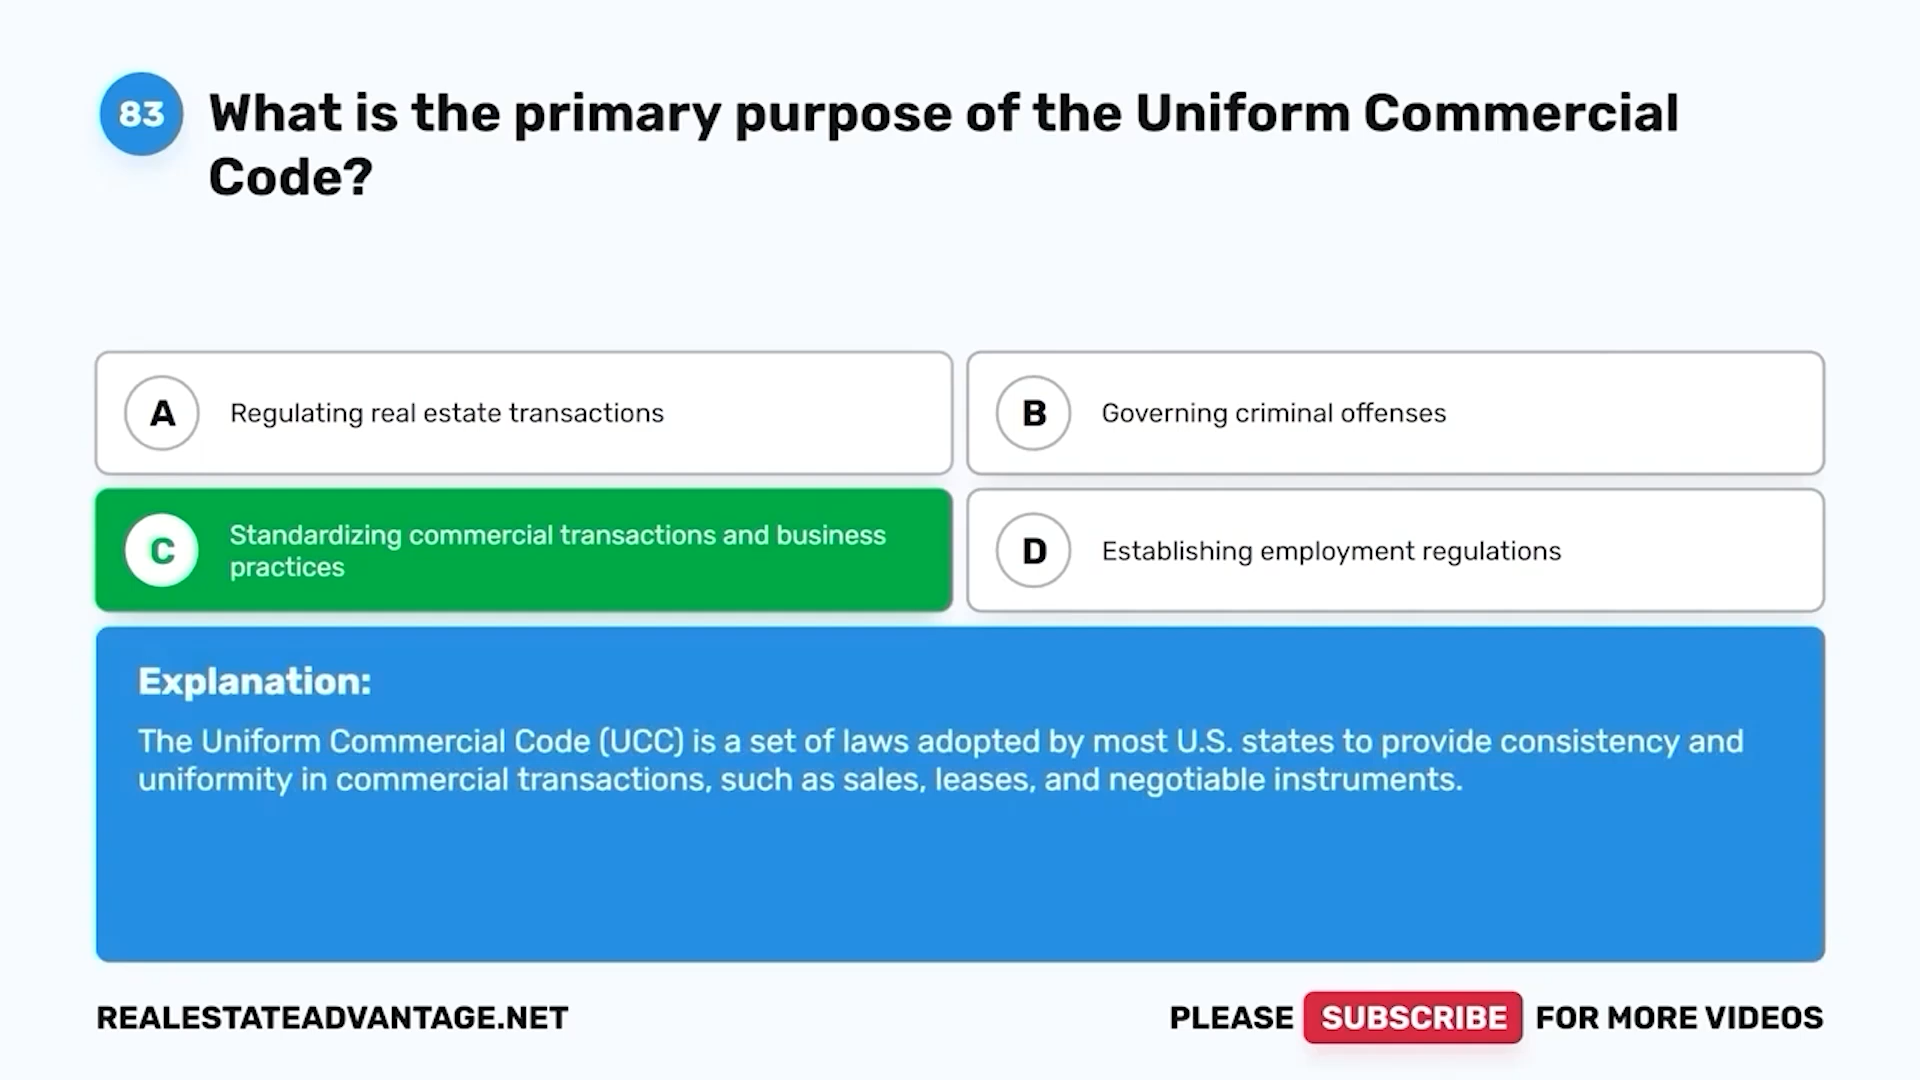 83
What is the primary purpose of the Uniform Commercial
Code?
A
Regulating real estate transactions
B
Governing criminal offenses
C
Standardizing commercial transactions and business
practices
D
Establishing employment regulations
Explanation:
The Uniform Commercial Code (UCC) is a set of laws adopted by most U.S. states to provide consistency and
uniformity in commercial transactions, such as sales, leases, and negotiable instruments.
REALESTATEADVANTAGE.NET
PLEASE SUBSCRIBE FOR MORE VIDEOS